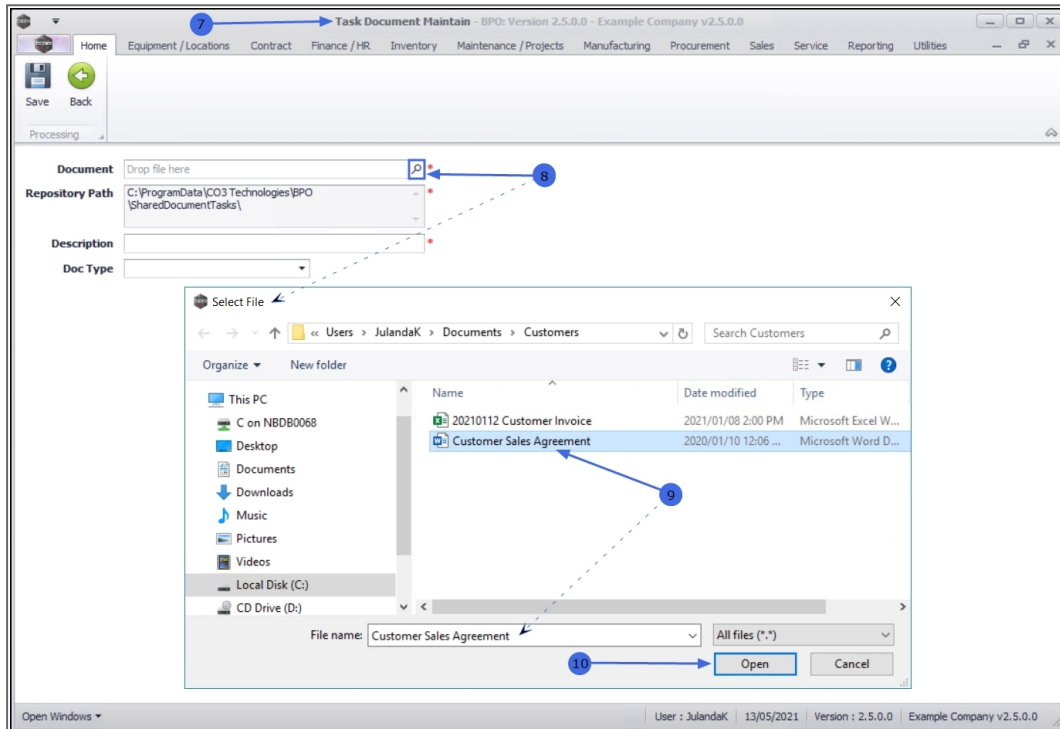 7
Task Document Maintain - BPO: Version 2.5.0.0 - Example Company v2.5.0.0
Home Equipment / Locations Contract Finance / HR Inventory Maintenance / Projects Manufacturing Procurement Sales Service Reporting Utilities
Save Back
Processing
Document Drop file here * 8
Repository Path C:\ProgramData\CO3 Technologies\BPO *
\SharedDocumentTasks\
Description *
Doc Type
Select File
« Users > JulandaK > Documents > Customers Search Customers
Organize New folder
This PC
Name Date modified Type
C on NBDB0068
20210112 Customer Invoice 2021/01/08 2:00 PM Microsoft Excel W...
Desktop
Customer Sales Agreement 2020/01/10 12:06 ... Microsoft Word D...
Documents
Downloads
9
Music
Pictures
Videos
Local Disk (C:)
CD Drive (D:)
File name: Customer Sales Agreement All files (*.*)
10 Open Cancel
Open Windows User : JulandaK 13/05/2021 Version : 2.5.0.0 Example Company v2.5.0.0